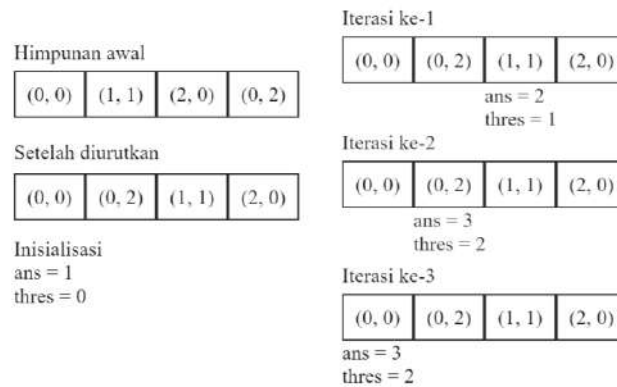 Himpunan awal
(0, 0) (1, 1) (2, 0) (0, 2)
Setelah diurutkan
(0, 0) (0, 2) (1, 1) (2, 0)
Inisialisasi
ans = 1
thres = 0
Iterasi ke-1
(0, 0) (0, 2) (1, 1) (2, 0)
ans = 2
thres = 1
Iterasi ke-2
(0, 0) (0, 2) (1, 1) (2, 0)
ans = 3
thres = 2
Iterasi ke-3
(0, 0) (0, 2) (1, 1) (2, 0)
ans = 3
thres = 2